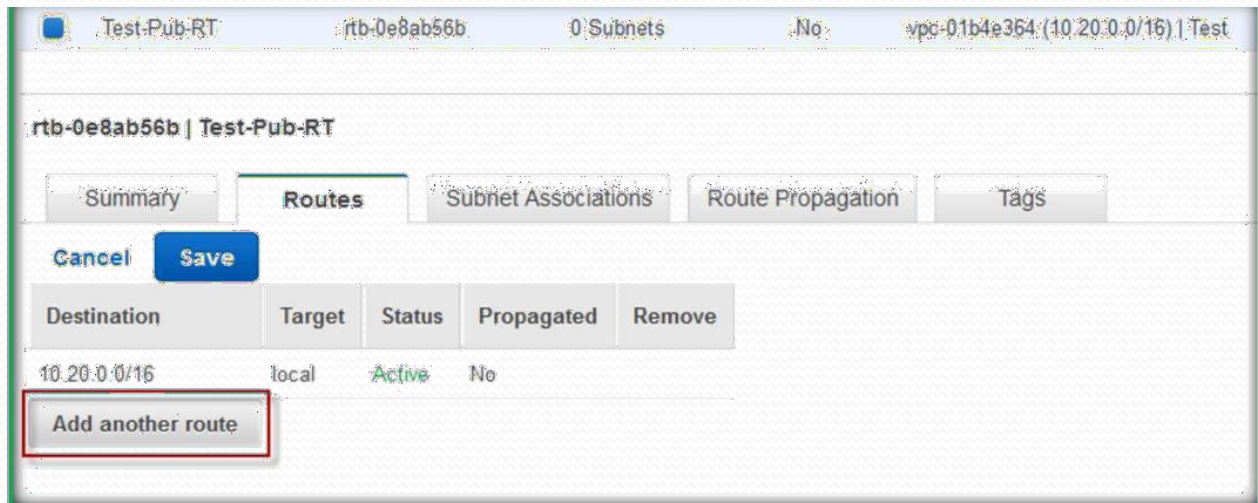 Test-Pub-RT rtb-0e8ab56b 0 Subnets No vpc-01b4e364 (10.20.0.0/16) | Test
rtb-0e8ab56b | Test-Pub-RT
Summary Routes Subnet Associations Route Propagation Tags
Cancel Save
Destination Target Status Propagated Remove
10.20.0.0/16 local Active No
Add another route